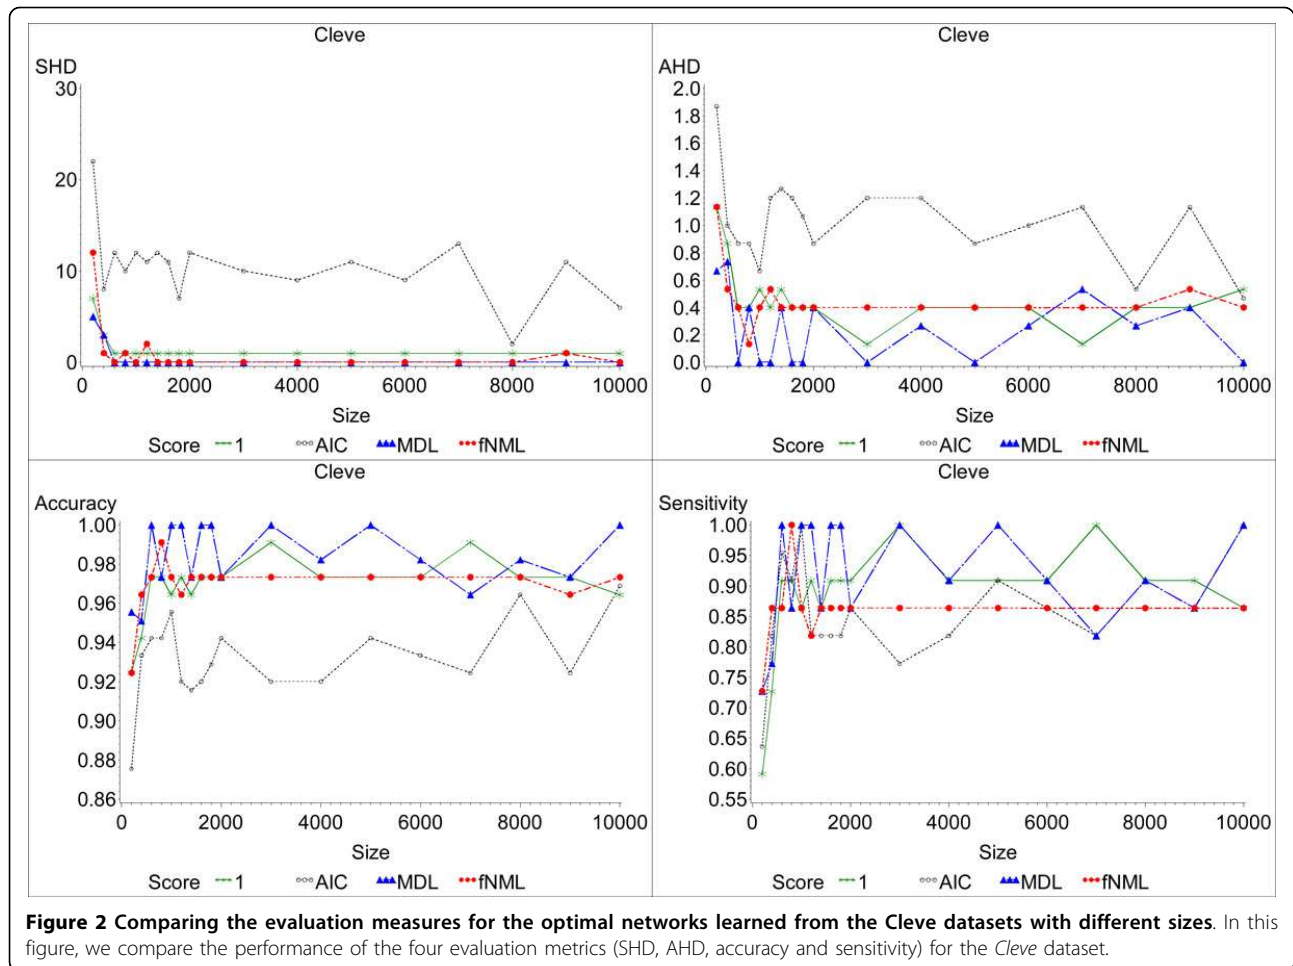 Cleve
SHD
30
20
10
0
0 2000 4000 6000 8000 10000
Size
Score 1 AIC MDL fNML
Cleve
AHD
2.0
1.8
1.6
1.4
1.2
1.0
0.8
0.6
0.4
0.2
0.0
0 2000 4000 6000 8000 10000
Size
Score 1 AIC MDL fNML
Cleve
Accuracy
1.00
0.98
0.96
0.94
0.92
0.90
0.88
0.86
0 2000 4000 6000 8000 10000
Size
Score 1 AIC MDL fNML
Cleve
Sensitivity
1.00
0.95
0.90
0.85
0.80
0.75
0.70
0.65
0.60
0.55
0 2000 4000 6000 8000 10000
Size
Score 1 AIC MDL fNML
Figure 2 Comparing the evaluation measures for the optimal networks learned from the Cleve datasets with different sizes. In this
figure, we compare the performance of the four evaluation metrics (SHD, AHD, accuracy and sensitivity) for the Cleve dataset.